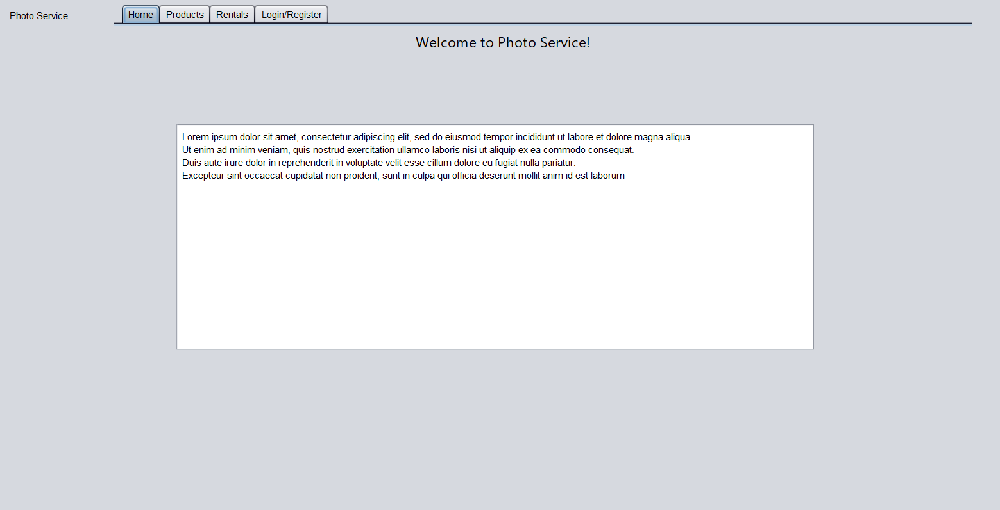 Photo Service
Home Products Rentals Login/Register
Welcome to Photo Service!
Lorem ipsum dolor sit amet, consectetur adipiscing elit, sed do eiusmod tempor incididunt ut labore et dolore magna aliqua.
Ut enim ad minim veniam, quis nostrud exercitation ullamco laboris nisi ut aliquip ex ea commodo consequat.
Duis aute irure dolor in reprehenderit in voluptate velit esse cillum dolore eu fugiat nulla pariatur.
Excepteur sint occaecat cupidatat non proident, sunt in culpa qui officia deserunt mollit anim id est laborum